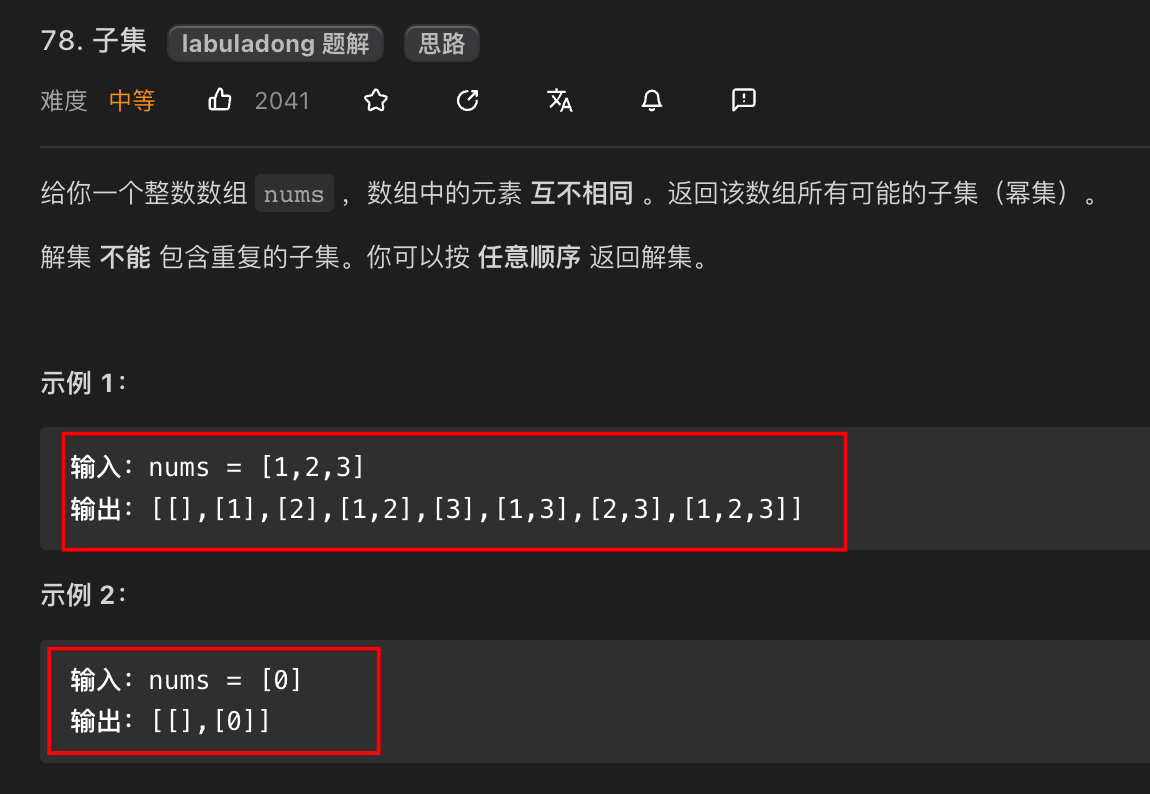 78. 子集 labuladong 题解 思路
难度 中等 2041
给你一个整数数组 nums ，数组中的元素 互不相同 。返回该数组所有可能的子集（幂集）。
解集 不能 包含重复的子集。你可以按 任意顺序 返回解集。
示例 1：
输入：nums = [1,2,3]
输出：[[],[1],[2],[1,2],[3],[1,3],[2,3],[1,2,3]]
示例 2：
输入：nums = [0]
输出：[[],[0]]